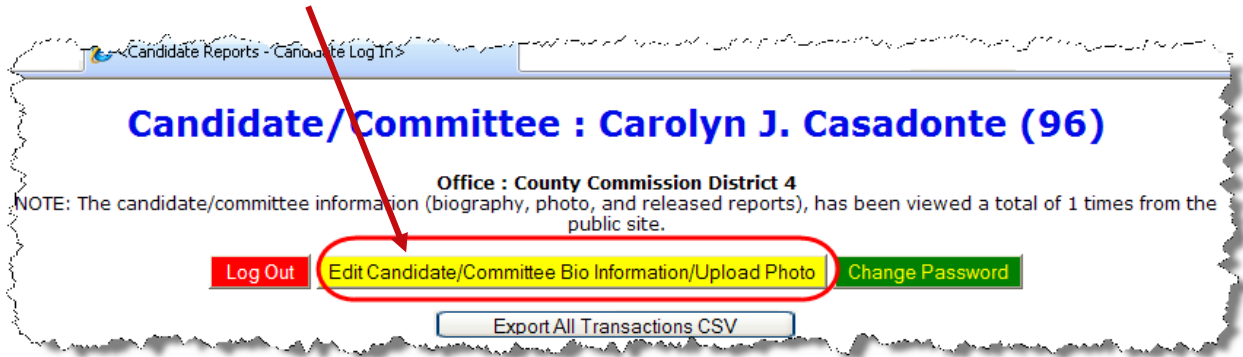 <Candidate Reports - Candidate Log In>
Candidate/Committee : Carolyn J. Casadonte (96)
Office : County Commission District 4
NOTE: The candidate/committee information (biography, photo, and released reports), has been viewed a total of 1 times from the
public site.
Log Out Edit Candidate/Committee Bio Information/Upload Photo Change Password
Export All Transactions CSV